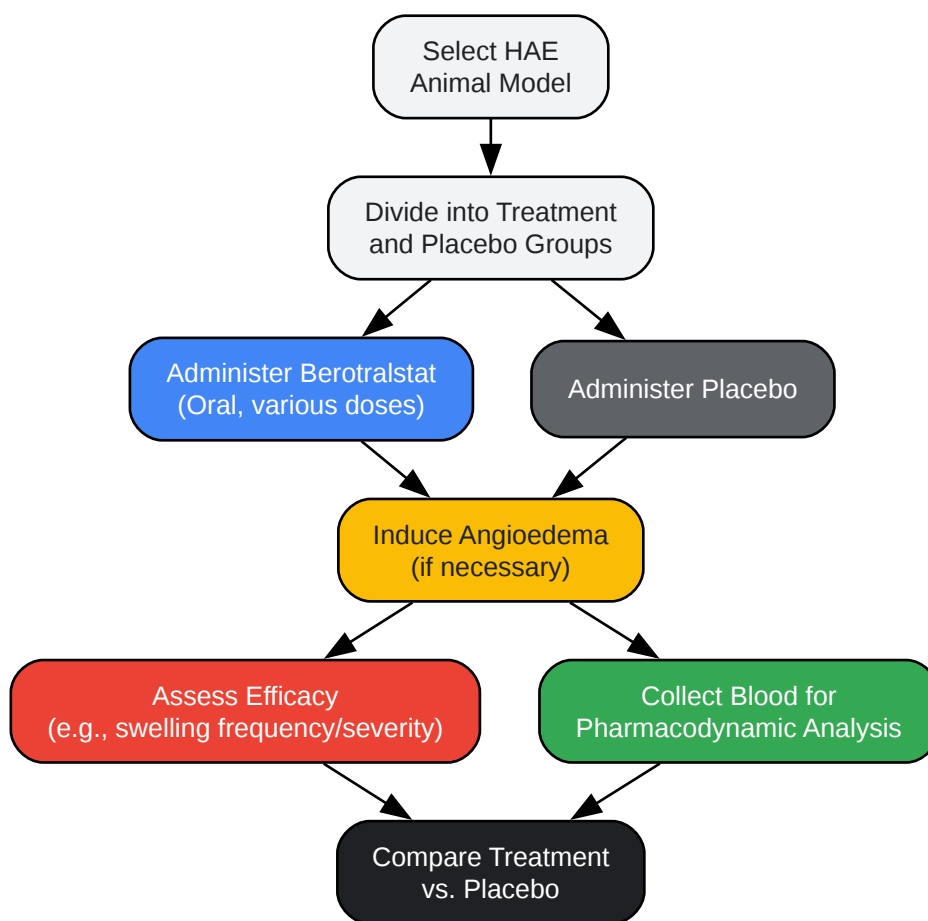 Select HAE
Animal Model
Divide into Treatment
and Placebo Groups
Administer Berotralstat
(Oral, various doses)
Administer Placebo
Induce Angioedema
(if necessary)
Assess Efficacy
(e.g., swelling frequency/severity)
Collect Blood for
Pharmacodynamic Analysis
Compare Treatment
vs. Placebo